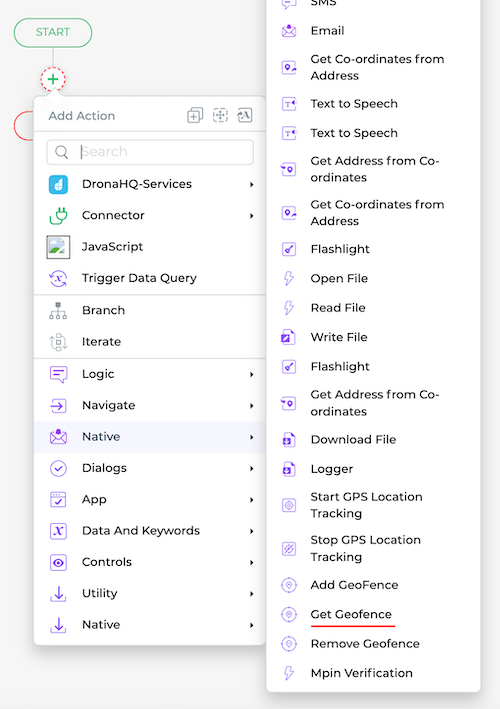 START
Add Action
Search
DronaHQ-Services
Connector
JavaScript
Trigger Data Query
Branch
Iterate
Logic
Navigate
Native
Dialogs
App
Data And Keywords
Controls
Utility
Native
SMS
Email
Get Co-ordinates from
Address
Text to Speech
Text to Speech
Get Address from Co-
ordinates
Get Co-ordinates from
Address
Flashlight
Open File
Read File
Write File
Flashlight
Get Address from Co-
ordinates
Download File
Logger
Start GPS Location
Tracking
Stop GPS Location
Tracking
Add GeoFence
Get Geofence
Remove Geofence
Mpin Verification